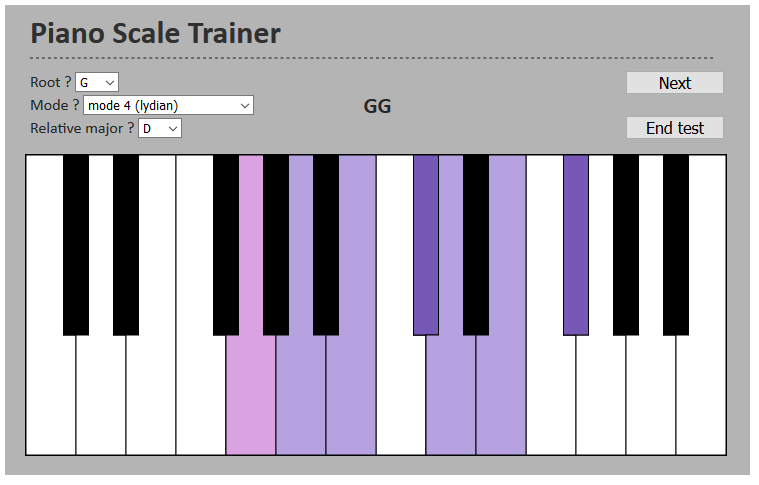 Piano Scale Trainer
Root ? G
Next
Mode ? mode 4 (lydian)
GG
Relative major ? D
End test